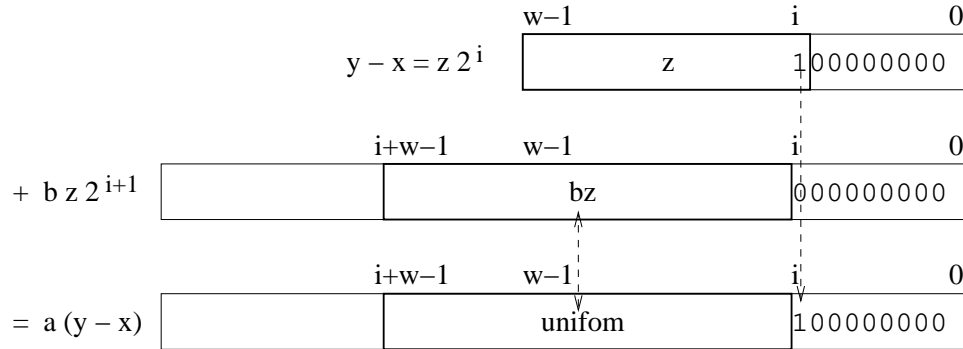 w−1 i 0
y − x = z 2^i z 100000000
i+w−1 w−1 i 0
+ b z 2^{i+1} bz 000000000
i+w−1 w−1 i 0
= a (y − x) unifom 100000000